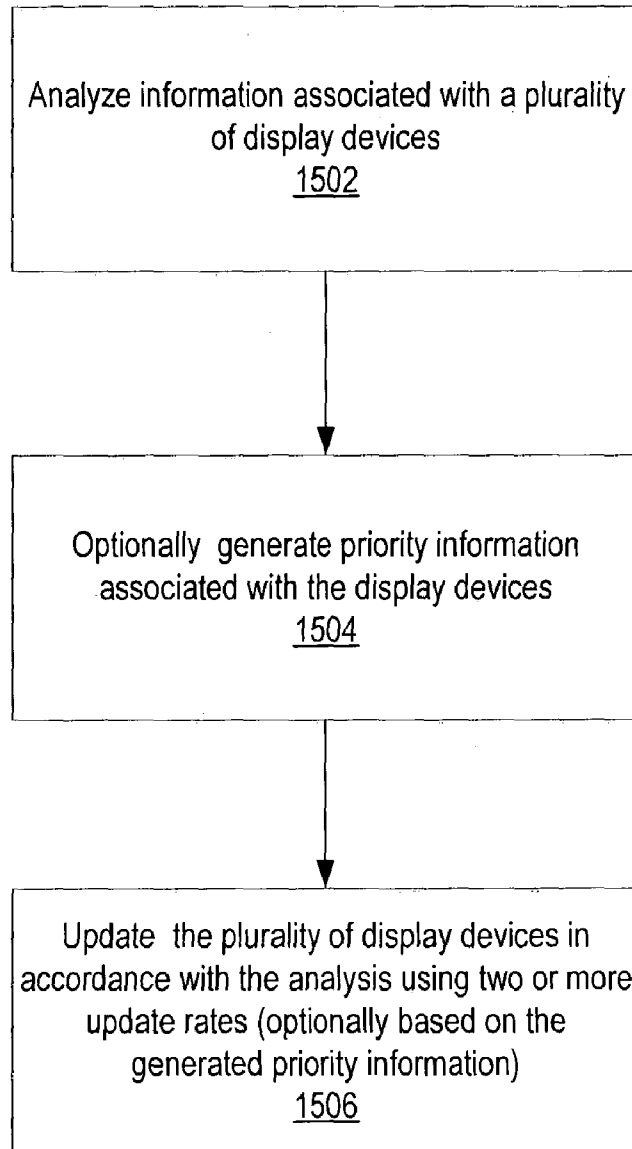 Analyze information associated with a plurality
of display devices
1502
Optionally generate priority information
associated with the display devices
1504
Update the plurality of display devices in
accordance with the analysis using two or more
update rates (optionally based on the
generated priority information)
1506